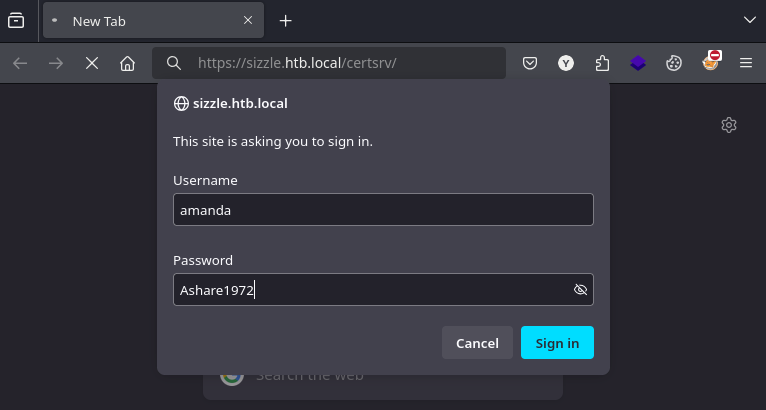 New Tab
https://sizzle.htb.local/certsrv/
Y
sizzle.htb.local
This site is asking you to sign in.
Username
amanda
Password
Ashare1972
Cancel
Sign in
Search the web